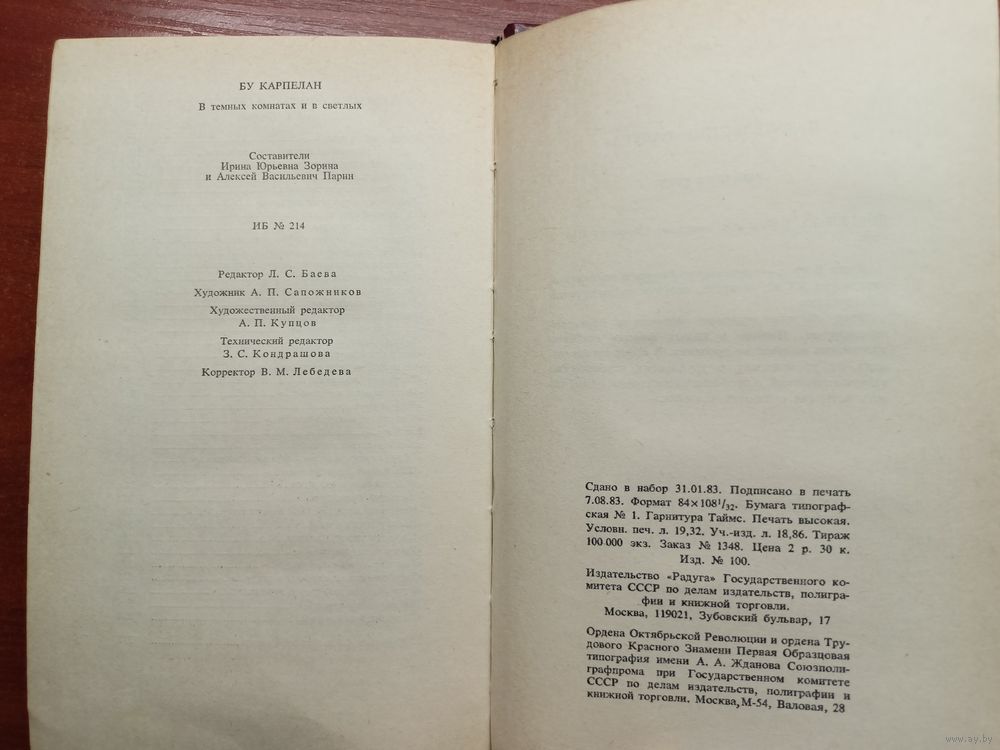 БУ КАРПЕЛАН
В темных комнатах и в светлых
Составители
Ирина Юрьевна Зорина
и Алексей Васильевич Парин
ИБ № 214
Редактор Л. С. Баева
Художник А. П. Сапожников
Художественный редактор
А. П. Купцов
Технический редактор
З. С. Кондрашова
Корректор В. М. Лебедева
Сдано в набор 31.01.83. Подписано в печать
7.08.83. Формат 84×108¹/₃₂. Бумага типограф-
ская № 1. Гарнитура Таймс. Печать высокая.
Условн. печ. л. 19,32. Уч.-изд. л. 18,86. Тираж
100 000 экз. Заказ № 1348. Цена 2 р. 30 к.
Изд. № 100.
Издательство «Радуга» Государственного ко-
митета СССР по делам издательств, полигра-
фии и книжной торговли.
Москва, 119021, Зубовский бульвар, 17
Ордена Октябрьской Революции и ордена Тру-
дового Красного Знамени Первая Образцовая
типография имени А. А. Жданова Союзполи-
графпрома при Государственном комитете
СССР по делам издательств, полиграфии и
книжной торговли. Москва, М-54, Валовая, 28
www.ay.by